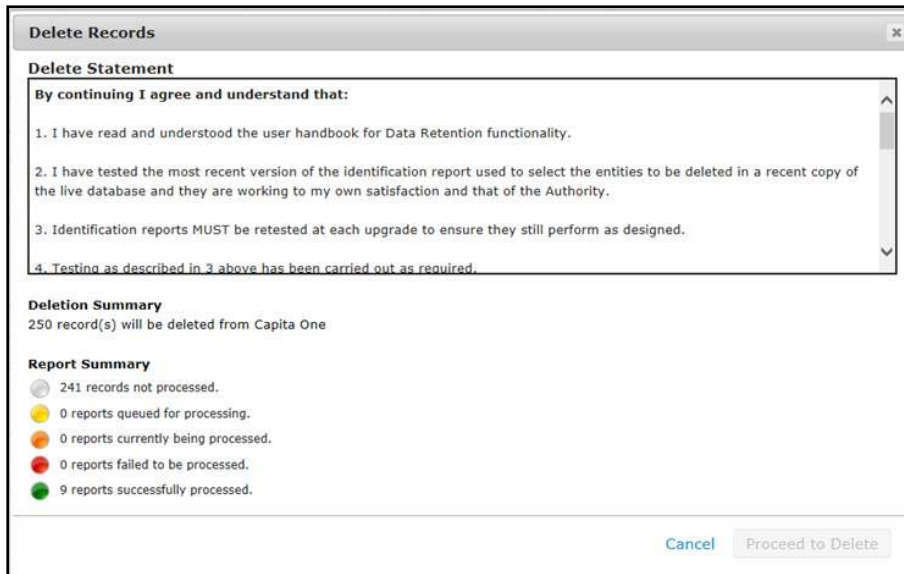 Delete Records
Delete Statement
By continuing I agree and understand that:
1. I have read and understood the user handbook for Data Retention functionality.
2. I have tested the most recent version of the identification report used to select the entities to be deleted in a recent copy of
the live database and they are working to my own satisfaction and that of the Authority.
3. Identification reports MUST be retested at each upgrade to ensure they still perform as designed.
4. Testing as described in 3 above has been carried out as required.
Deletion Summary
250 record(s) will be deleted from Capita One
Report Summary
241 records not processed.
0 reports queued for processing.
0 reports currently being processed.
0 reports failed to be processed.
9 reports successfully processed.
Cancel Proceed to Delete